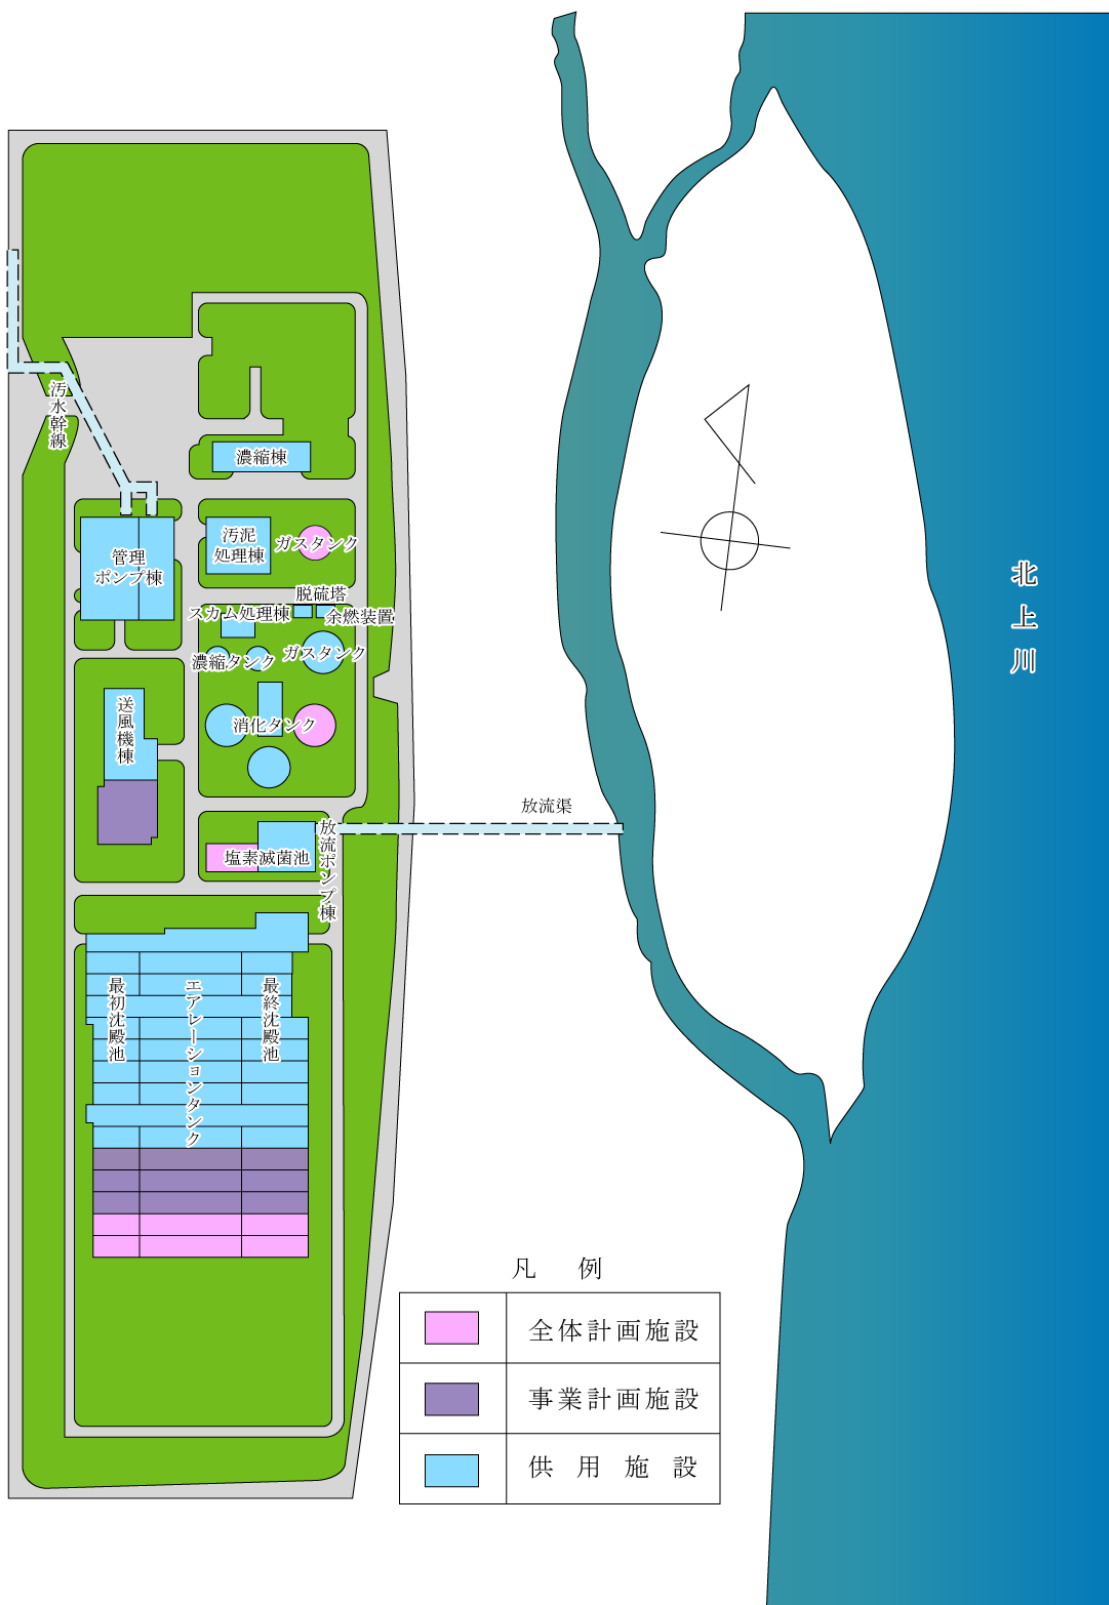 汚水幹線
濃縮棟
汚泥
処理棟
ガスタンク
管理
ポンプ棟
脱硫塔
スカム処理棟
余燃装置
濃縮タンク
ガスタンク
送風機棟
消化タンク
放流渠
放流ポンプ棟
塩素滅菌池
最初沈殿池
エアレーションタンク
最終沈殿池
北上川
凡 例
全体計画施設
事業計画施設
供用施設